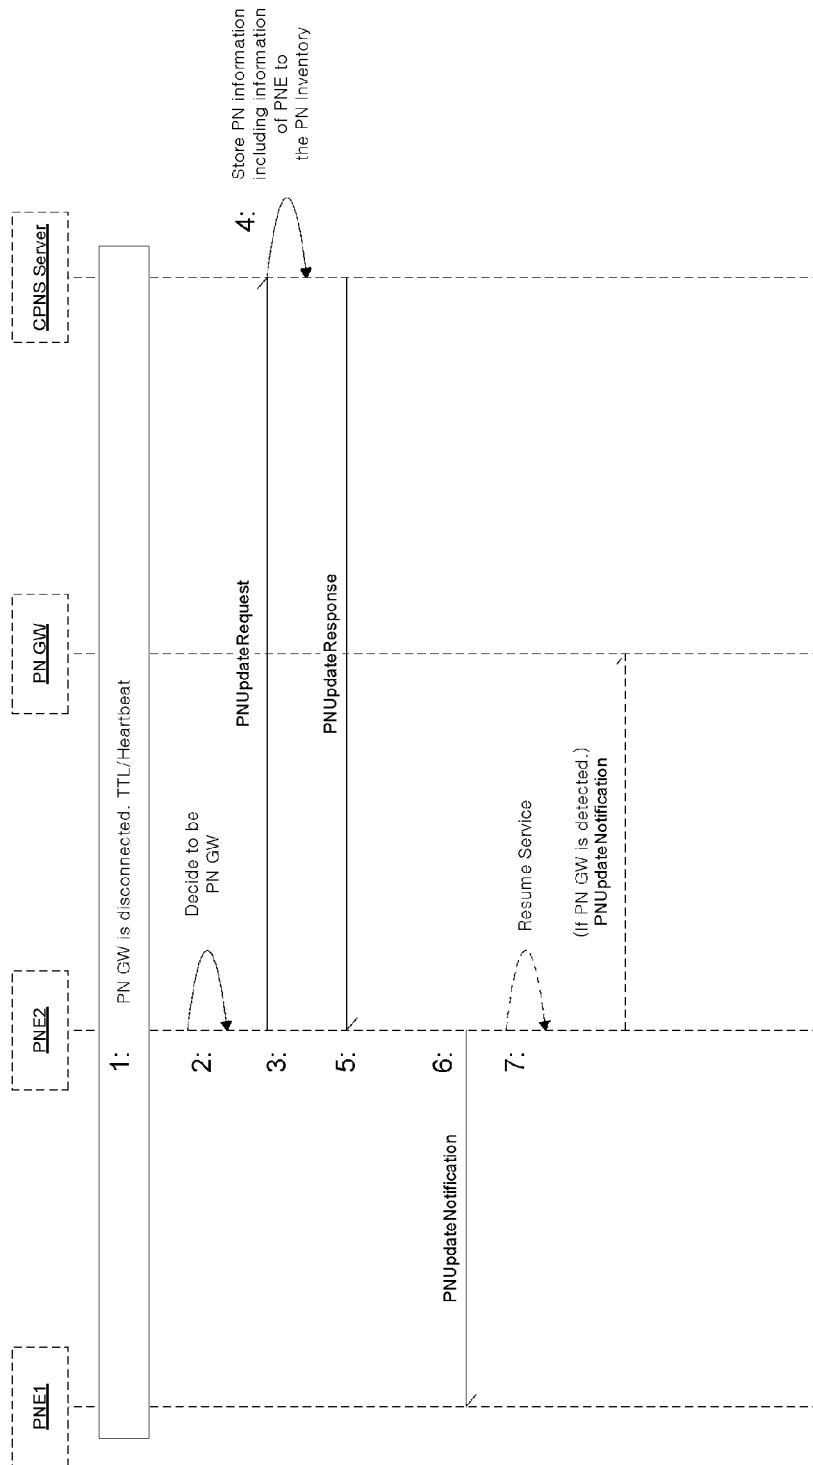 PNE1
PNE2
PN GW
CPNS Server
1:
PN GW is disconnected. TTL/Heartbeat
2:
Decide to be
PN GW
3:
PNUpdateRequest
4:
Store PN information
including information
of PNE to
the PN Inventory
5:
PNUpdateResponse
6:
PNUpdateNotification
7:
Resume Service
(If PN GW is detected.)
PNUpdateNotification